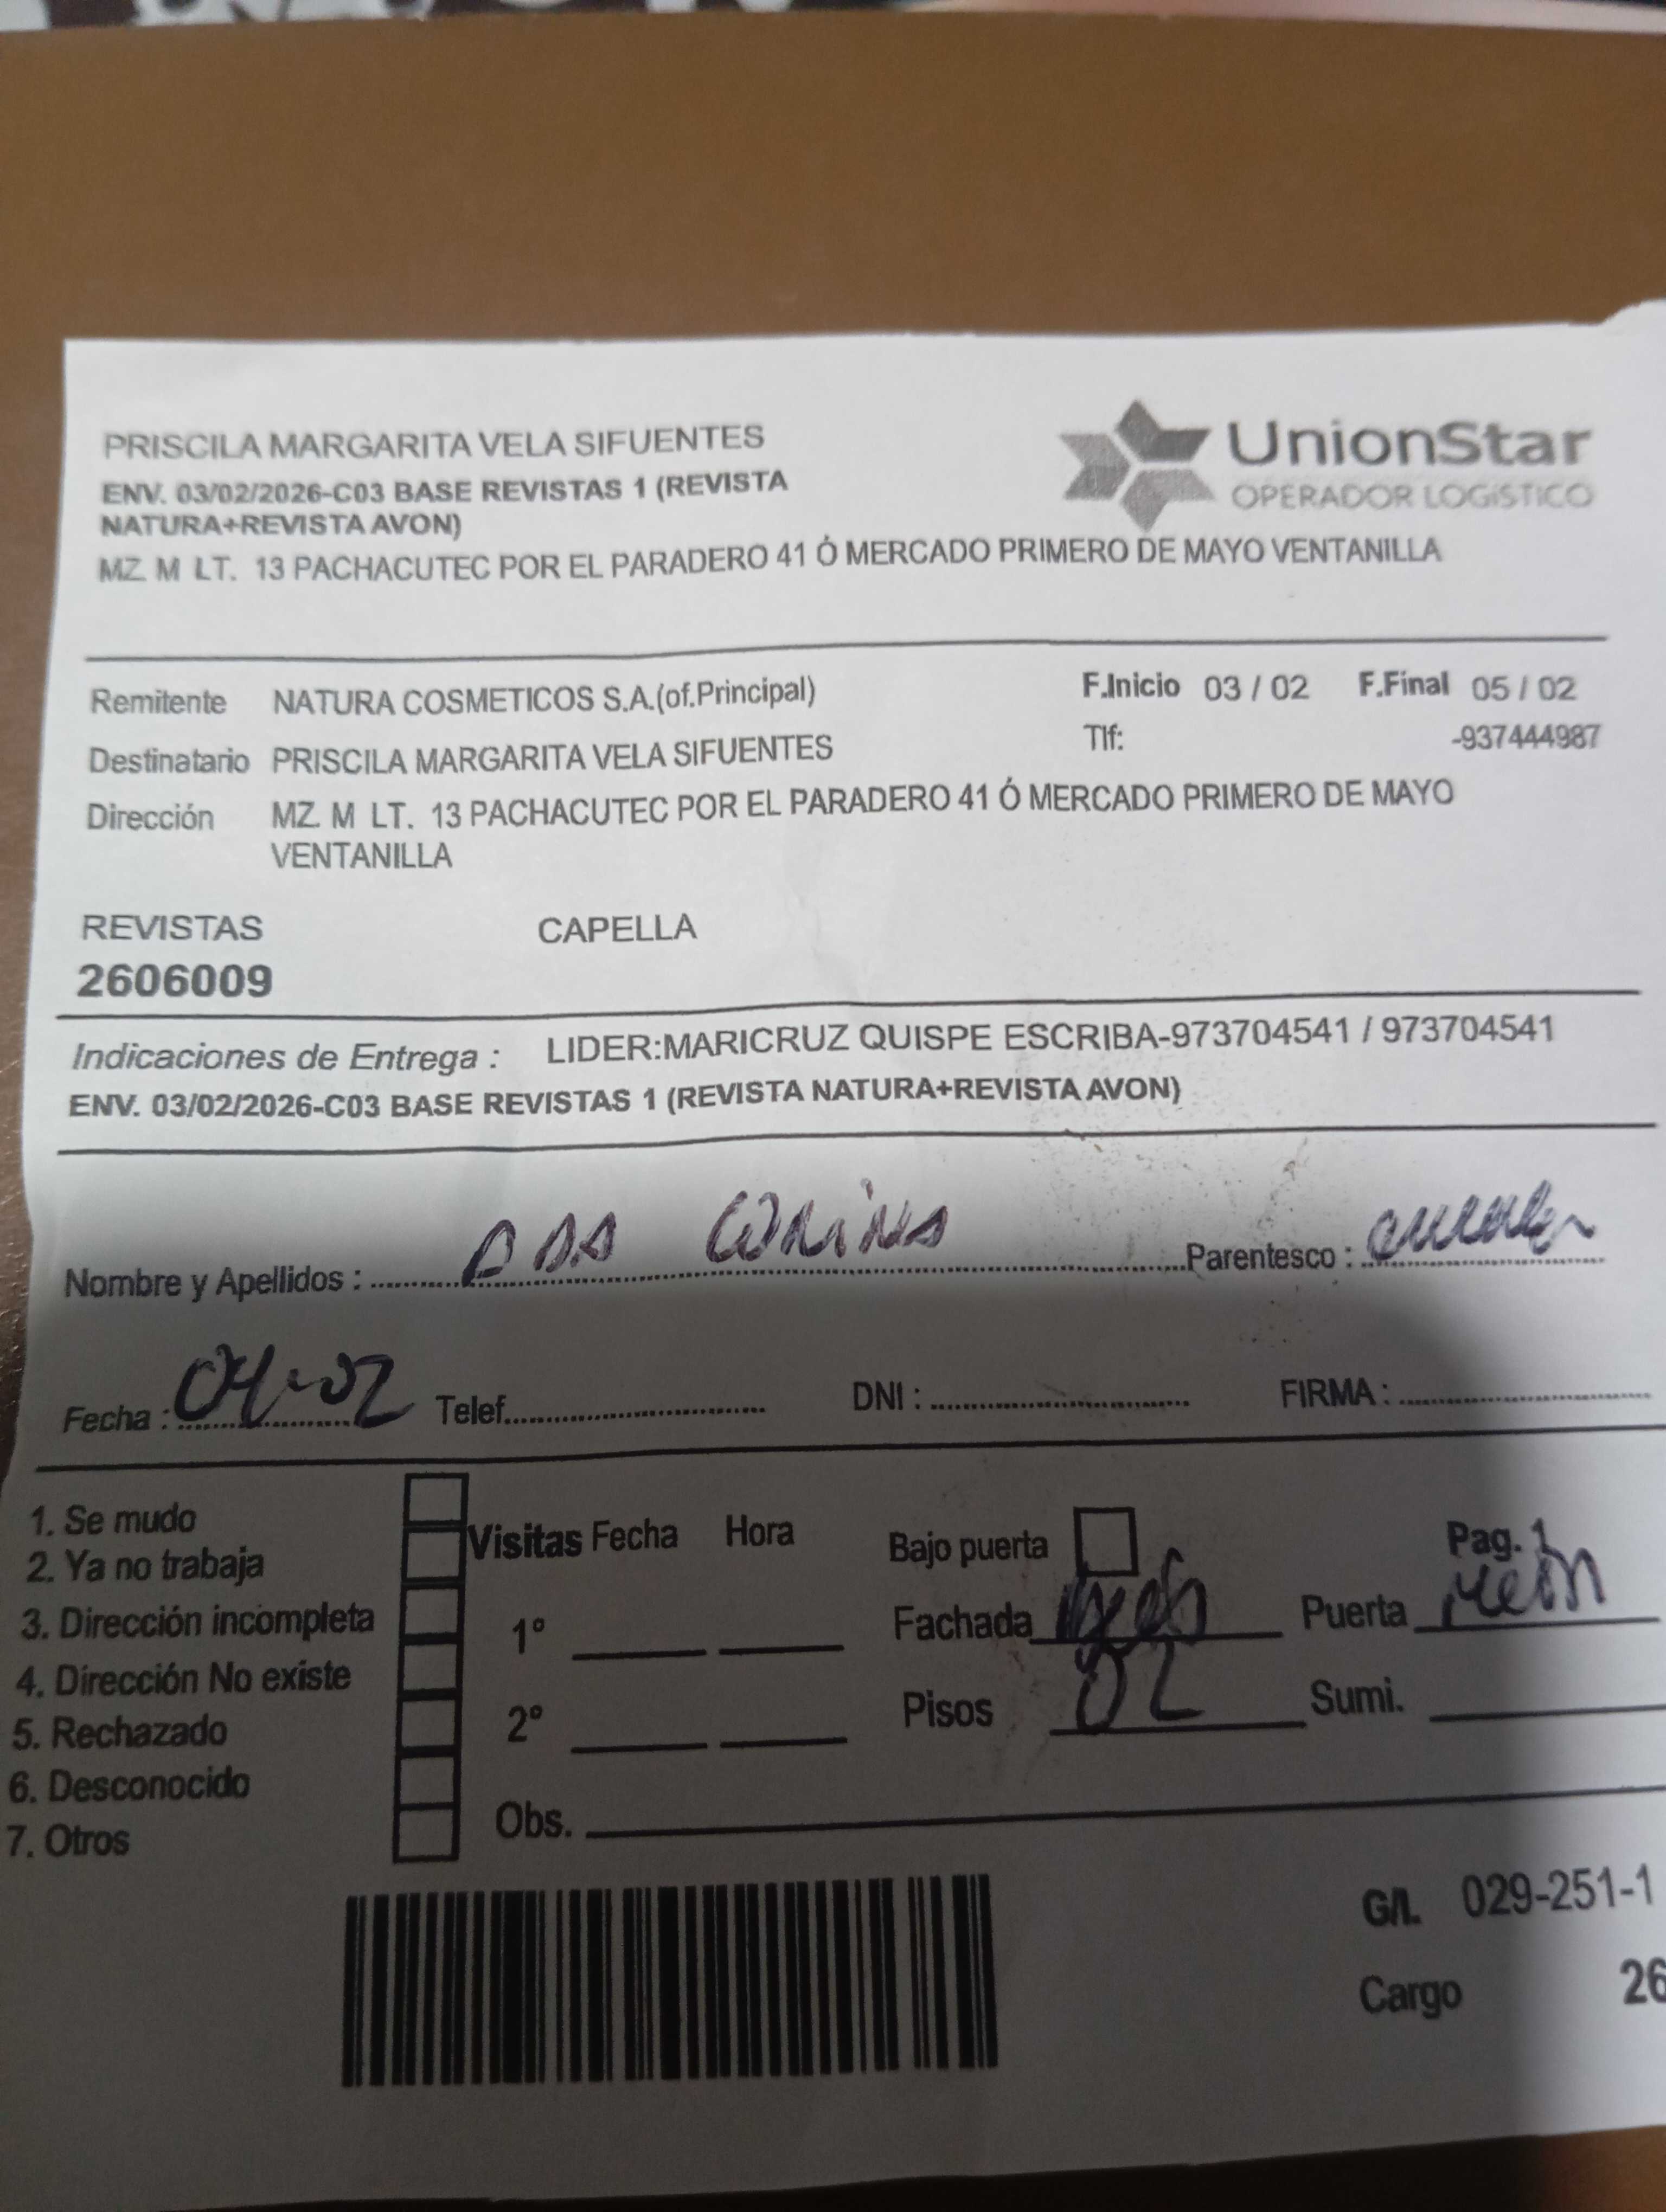 PRISCILA MARGARITA VELA SIFUENTES
ENV. 03/02/2026-C03 BASE REVISTAS 1 (REVISTA
NATURA+REVISTA AVON)
MZ. M LT. 13 PACHACUTEC POR EL PARADERO 41 Ó MERCADO PRIMERO DE MAYO VENTANILLA
UnionStar
OPERADOR LOGÍSTICO
Remitente NATURA COSMETICOS S.A.(of.Principal) F.Inicio 03 / 02 F.Final 05 / 02
Destinatario PRISCILA MARGARITA VELA SIFUENTES Tlf: -937444987
Dirección MZ. M LT. 13 PACHACUTEC POR EL PARADERO 41 Ó MERCADO PRIMERO DE MAYO
VENTANILLA
REVISTAS CAPELLA
2606009
Indicaciones de Entrega : LIDER:MARICRUZ QUISPE ESCRIBA-973704541 / 973704541
ENV. 03/02/2026-C03 BASE REVISTAS 1 (REVISTA NATURA+REVISTA AVON)
Nombre y Apellidos : Parentesco :
Fecha : 04-02 Telef. DNI : FIRMA :
1. Se mudo
2. Ya no trabaja
3. Dirección incompleta
4. Dirección No existe
5. Rechazado
6. Desconocido
7. Otros
Visitas Fecha Hora
1°
2°
Obs.
Bajo puerta Pag. 1
Fachada Puerta
Pisos 02 Sumi.
G/L. 029-251-1
Cargo 26